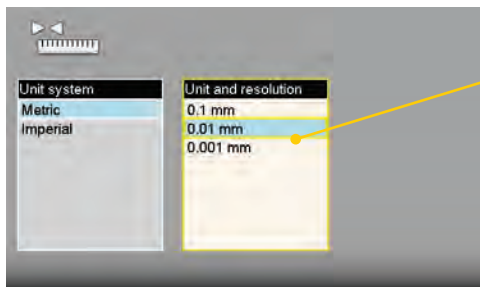 Unit system
Metric
Imperial
Unit and resolution
0.1 mm
0.01 mm
0.001 mm